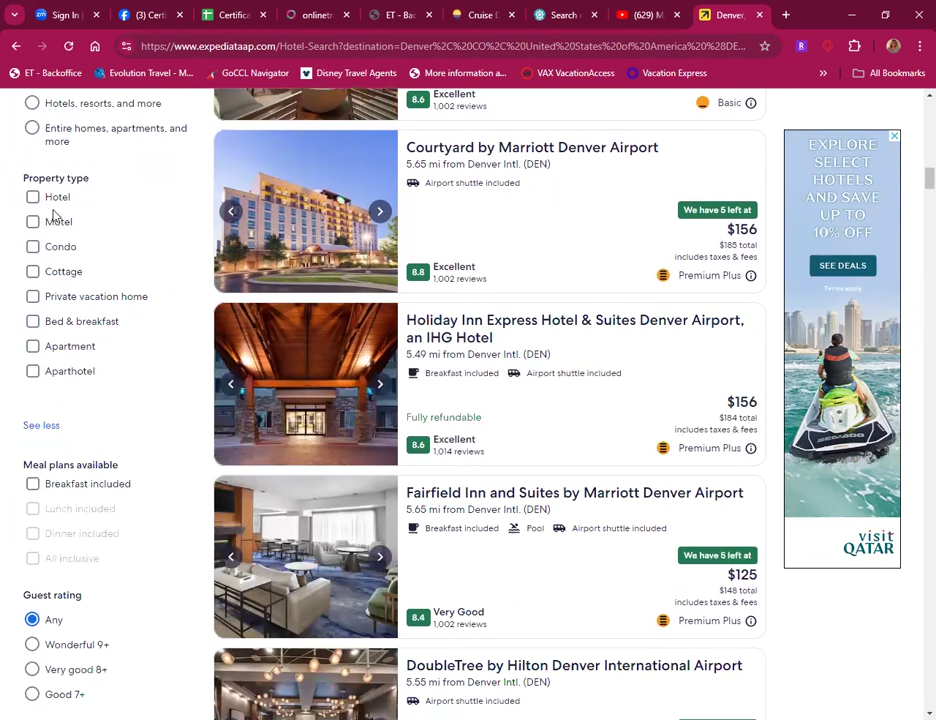 Sign In |
(3) Certi
Certifica
onlinetr
ET - Bac
Cruise D
Search r
(629) M
Denver,
https://www.expediataap.com/Hotel-Search?destination=Denver%2C%20CO%2C%20United%20States%20of%20America%20%28DE...
ET - Backoffice
Evolution Travel - M...
GoCCL Navigator
Disney Travel Agents
More information a...
VAX VacationAccess
Vacation Express
All Bookmarks
Hotels, resorts, and more
Entire homes, apartments, and
more
Property type
Hotel
Motel
Condo
Cottage
Private vacation home
Bed & breakfast
Apartment
Aparthotel
See less
Meal plans available
Breakfast included
Lunch included
Dinner included
All inclusive
Guest rating
Any
Wonderful 9+
Very good 8+
Good 7+
8.6 Excellent
1,002 reviews
Basic
Courtyard by Marriott Denver Airport
5.65 mi from Denver Intl. (DEN)
Airport shuttle included
We have 5 left at
$156
$185 total
includes taxes & fees
8.8 Excellent
1,002 reviews
Premium Plus
Holiday Inn Express Hotel & Suites Denver Airport,
an IHG Hotel
5.49 mi from Denver Intl. (DEN)
Breakfast included Airport shuttle included
$156
Fully refundable
$184 total
includes taxes & fees
8.6 Excellent
1,014 reviews
Premium Plus
Fairfield Inn and Suites by Marriott Denver Airport
5.65 mi from Denver Intl. (DEN)
Breakfast included Pool Airport shuttle included
We have 5 left at
$125
$148 total
includes taxes & fees
8.4 Very Good
1,002 reviews
Premium Plus
DoubleTree by Hilton Denver International Airport
5.55 mi from Denver Intl. (DEN)
Airport shuttle included
EXPLORE
SELECT
HOTELS
AND SAVE
UP TO
10% OFF
SEE DEALS
Terms apply
visit
QATAR